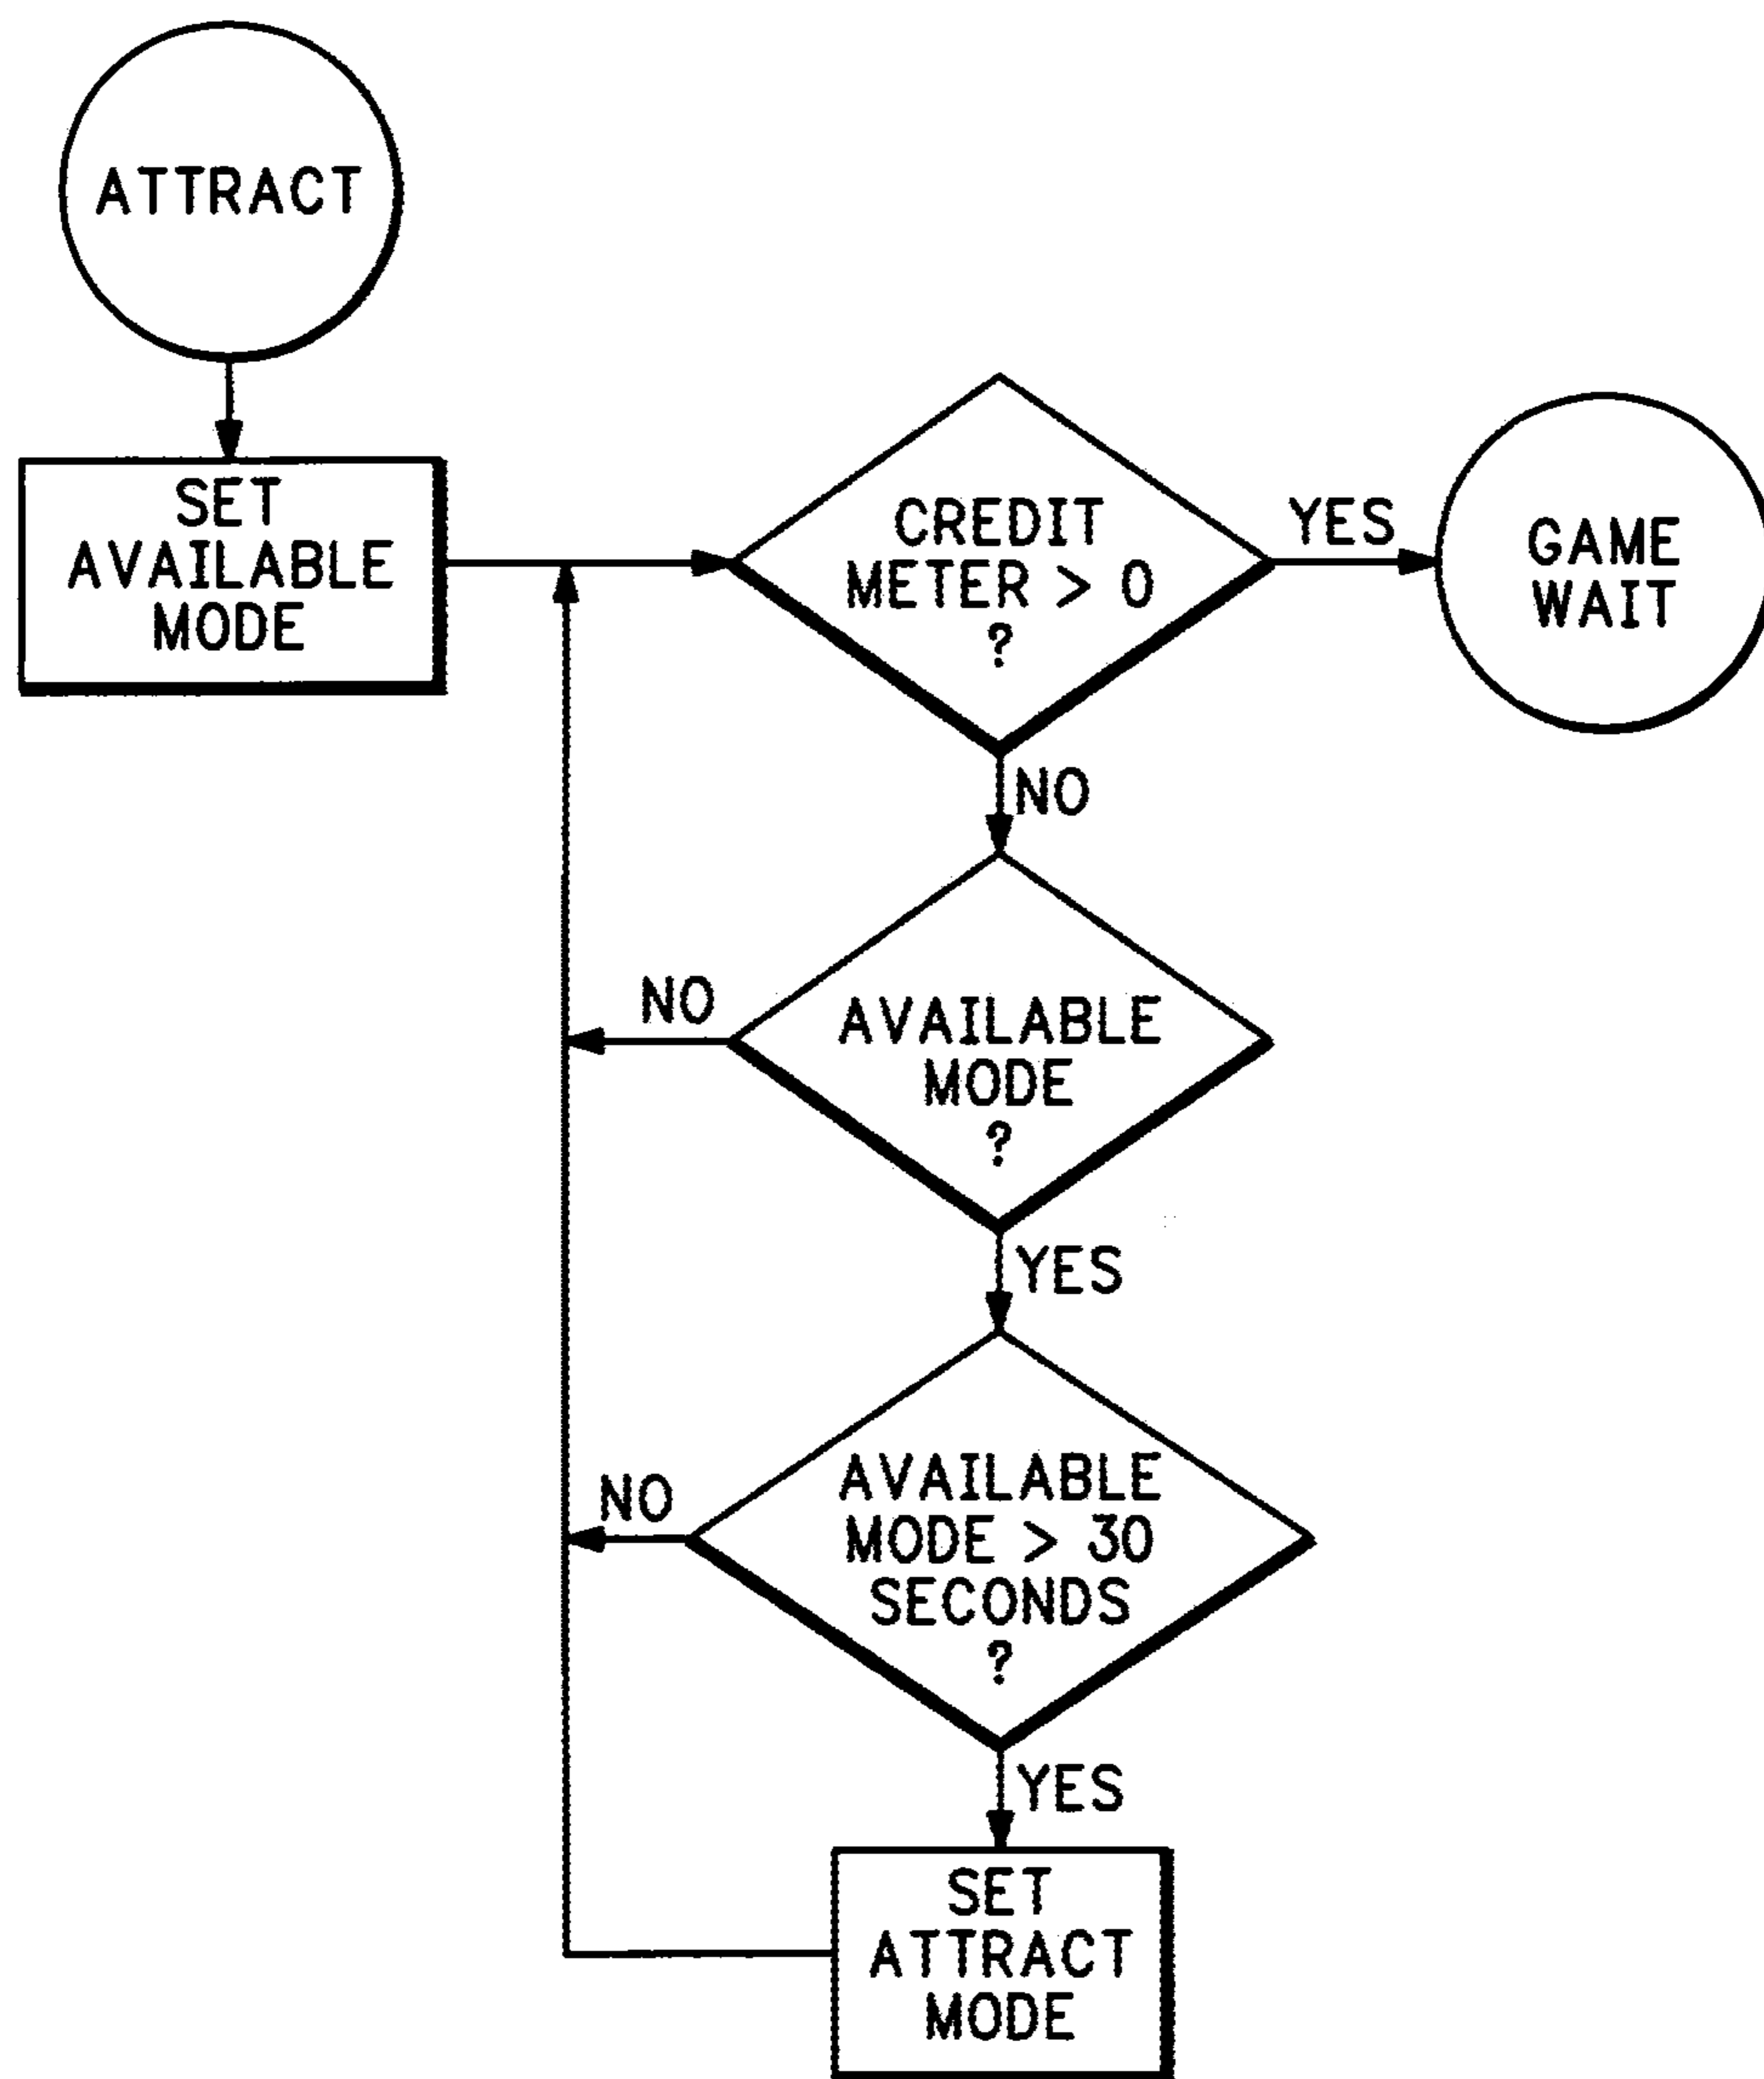 ATTRACT
SET
AVAILABLE
MODE
CREDIT
METER > 0
?
YES
GAME
WAIT
NO
AVAILABLE
MODE
?
NO
YES
AVAILABLE
MODE > 30
SECONDS
?
NO
YES
SET
ATTRACT
MODE